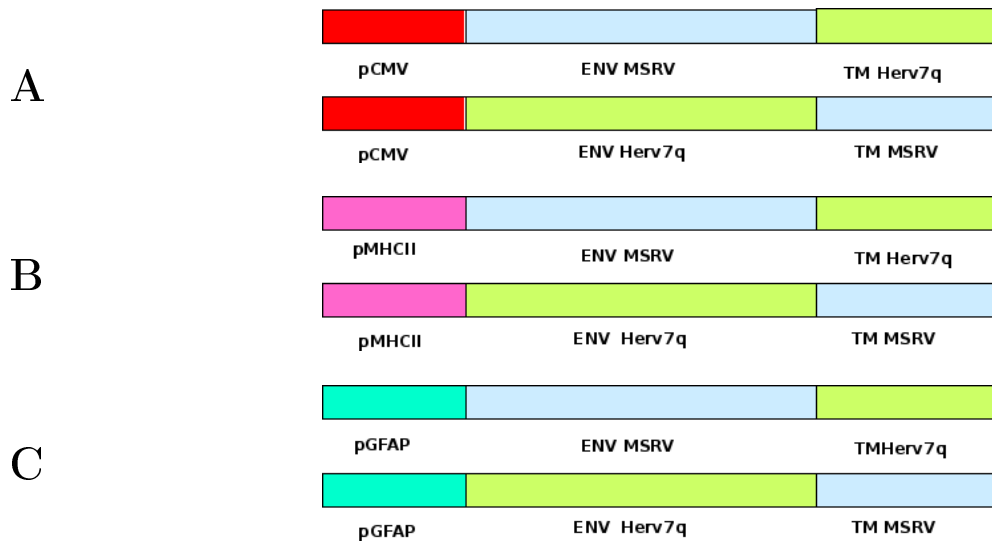 A
pCMV ENV MSRV TM Herv7q
pCMV ENV Herv7q TM MSRV
B
pMHCII ENV MSRV TM Herv7q
pMHCII ENV Herv7q TM MSRV
C
pGFAP ENV MSRV TMHerv7q
pGFAP ENV Herv7q TM MSRV